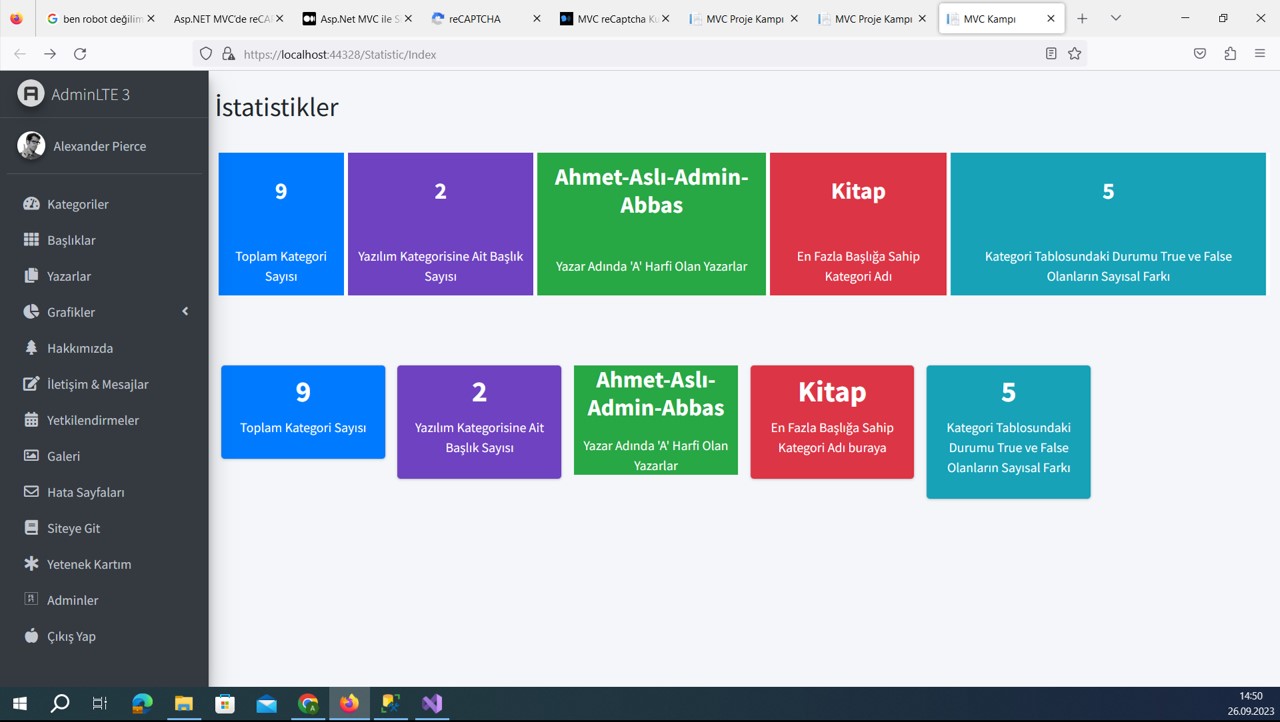 ben robot değilim
Asp.NET MVC'de reCA
Asp.Net MVC ile S
reCAPTCHA
MVC reCaptcha Ku
MVC Proje Kampı
MVC Proje Kampı
MVC Kampı
https://localhost:44328/Statistic/Index
AdminLTE 3
Alexander Pierce
Kategoriler
Başlıklar
Yazarlar
Grafikler
Hakkımızda
İletişim & Mesajlar
Yetkilendirmeler
Galeri
Hata Sayfaları
Siteye Git
Yetenek Kartım
Adminler
Çıkış Yap
İstatistikler
9
Toplam Kategori
Sayısı
2
Yazılım Kategorisine Ait Başlık
Sayısı
Ahmet-Aslı-Admin-
Abbas
Yazar Adında 'A' Harfi Olan Yazarlar
Kitap
En Fazla Başlığa Sahip
Kategori Adı
5
Kategori Tablosundaki Durumu True ve False
Olanların Sayısal Farkı
9
Toplam Kategori Sayısı
2
Yazılım Kategorisine Ait
Başlık Sayısı
Ahmet-Aslı-
Admin-Abbas
Yazar Adında 'A' Harfi Olan
Yazarlar
Kitap
En Fazla Başlığa Sahip
Kategori Adı buraya
5
Kategori Tablosundaki
Durumu True ve False
Olanların Sayısal Farkı
14:50
26.09.2023